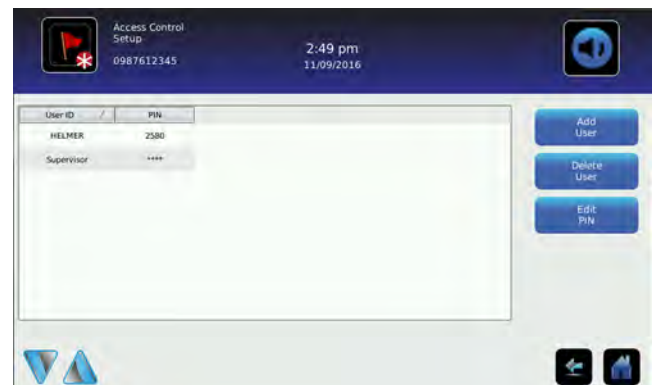 Access Control
Setup
0987612345
2:49 pm
11/09/2016
User ID / PIN
HELMER 2580
Supervisor ****
Add
User
Delete
User
Edit
PIN